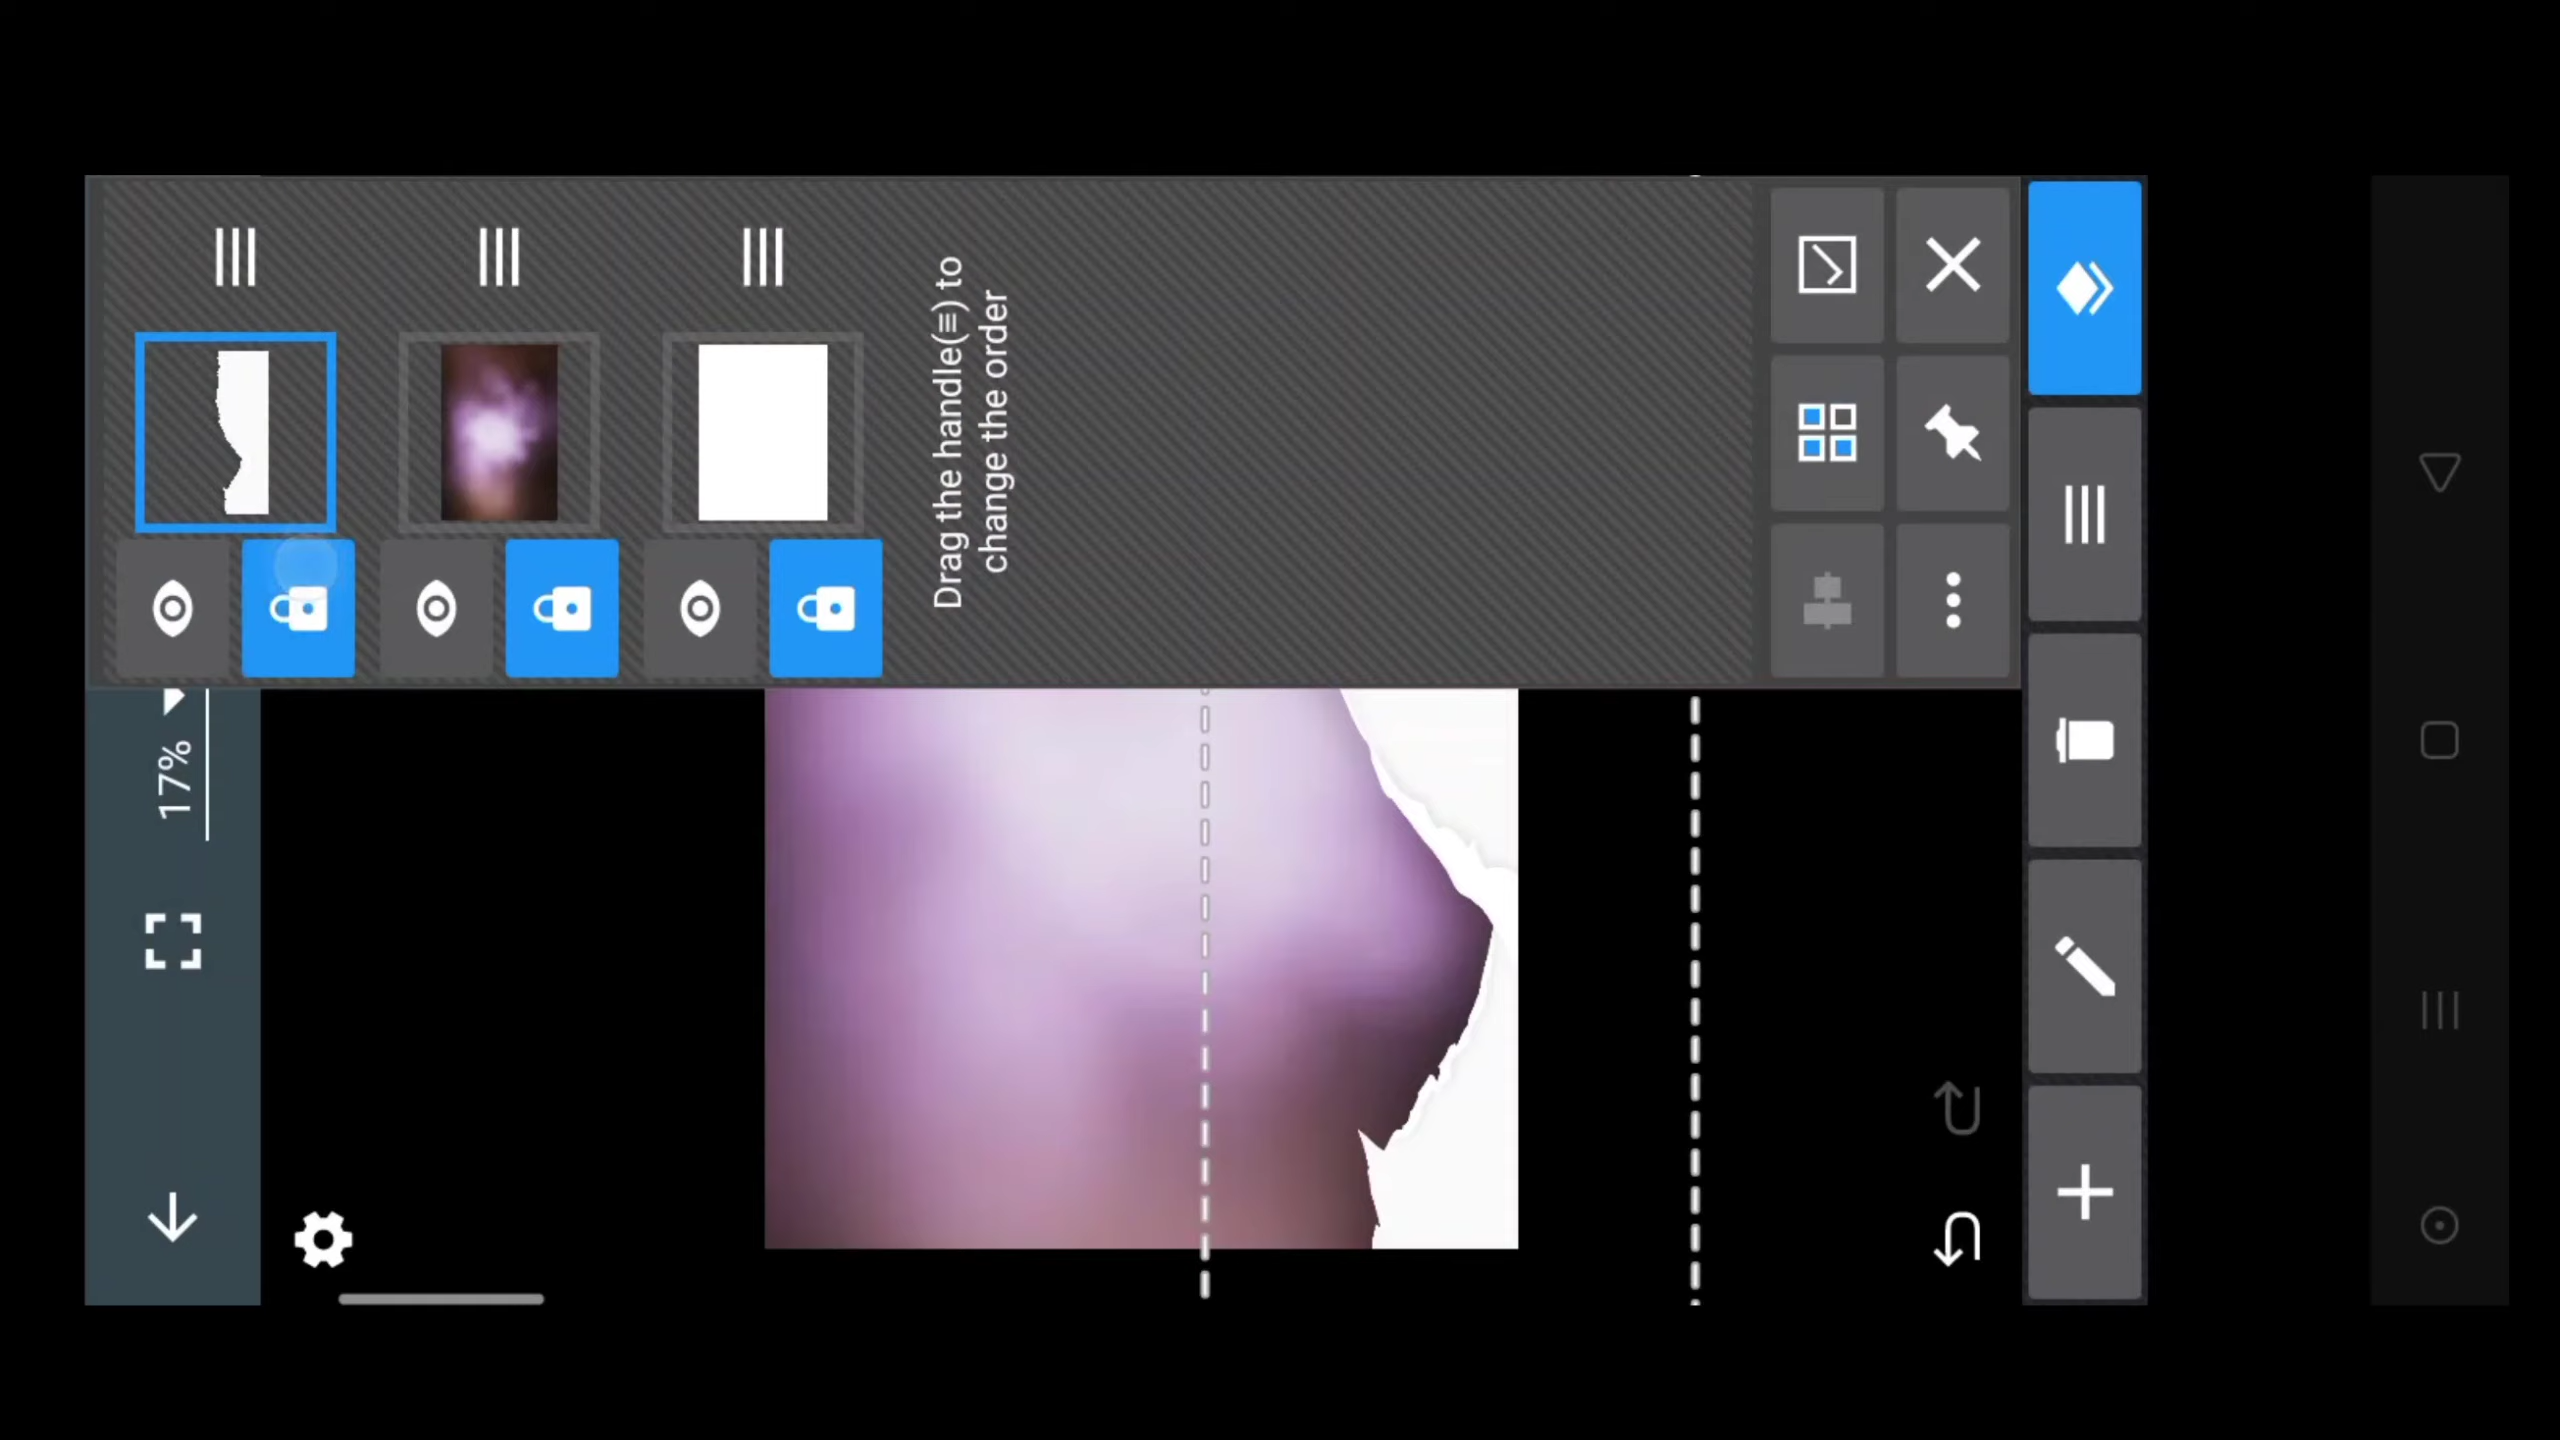 Drag the handle(≡) to
change the order
17%